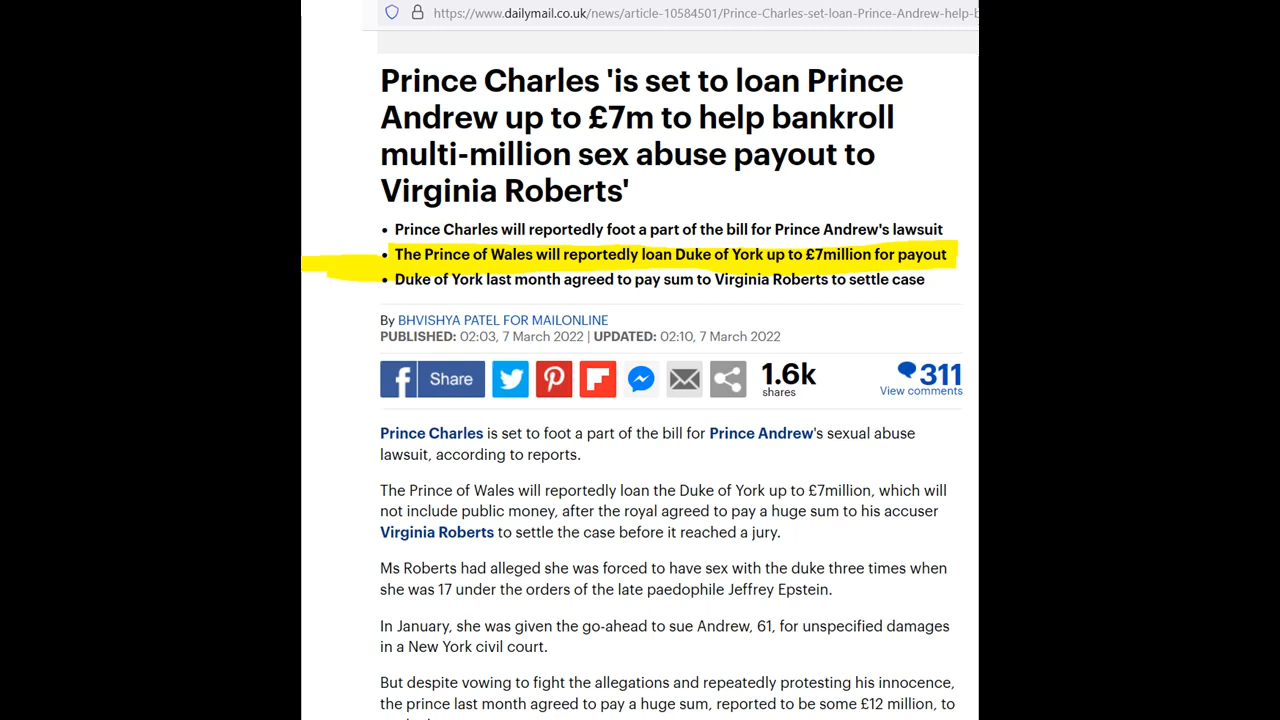 https://www.dailymail.co.uk/news/article-10584501/Prince-Charles-set-loan-Prince-Andrew-help-b
Prince Charles 'is set to loan Prince
Andrew up to £7m to help bankroll
multi-million sex abuse payout to
Virginia Roberts'
• Prince Charles will reportedly foot a part of the bill for Prince Andrew's lawsuit
• The Prince of Wales will reportedly loan Duke of York up to £7million for payout
• Duke of York last month agreed to pay sum to Virginia Roberts to settle case
By BHVISHYA PATEL FOR MAILONLINE
PUBLISHED: 02:03, 7 March 2022 | UPDATED: 02:10, 7 March 2022
f Share
1.6k
shares
311
View comments
Prince Charles is set to foot a part of the bill for Prince Andrew's sexual abuse
lawsuit, according to reports.
The Prince of Wales will reportedly loan the Duke of York up to £7million, which will
not include public money, after the royal agreed to pay a huge sum to his accuser
Virginia Roberts to settle the case before it reached a jury.
Ms Roberts had alleged she was forced to have sex with the duke three times when
she was 17 under the orders of the late paedophile Jeffrey Epstein.
In January, she was given the go-ahead to sue Andrew, 61, for unspecified damages
in a New York civil court.
But despite vowing to fight the allegations and repeatedly protesting his innocence,
the prince last month agreed to pay a huge sum, reported to be some £12 million, to